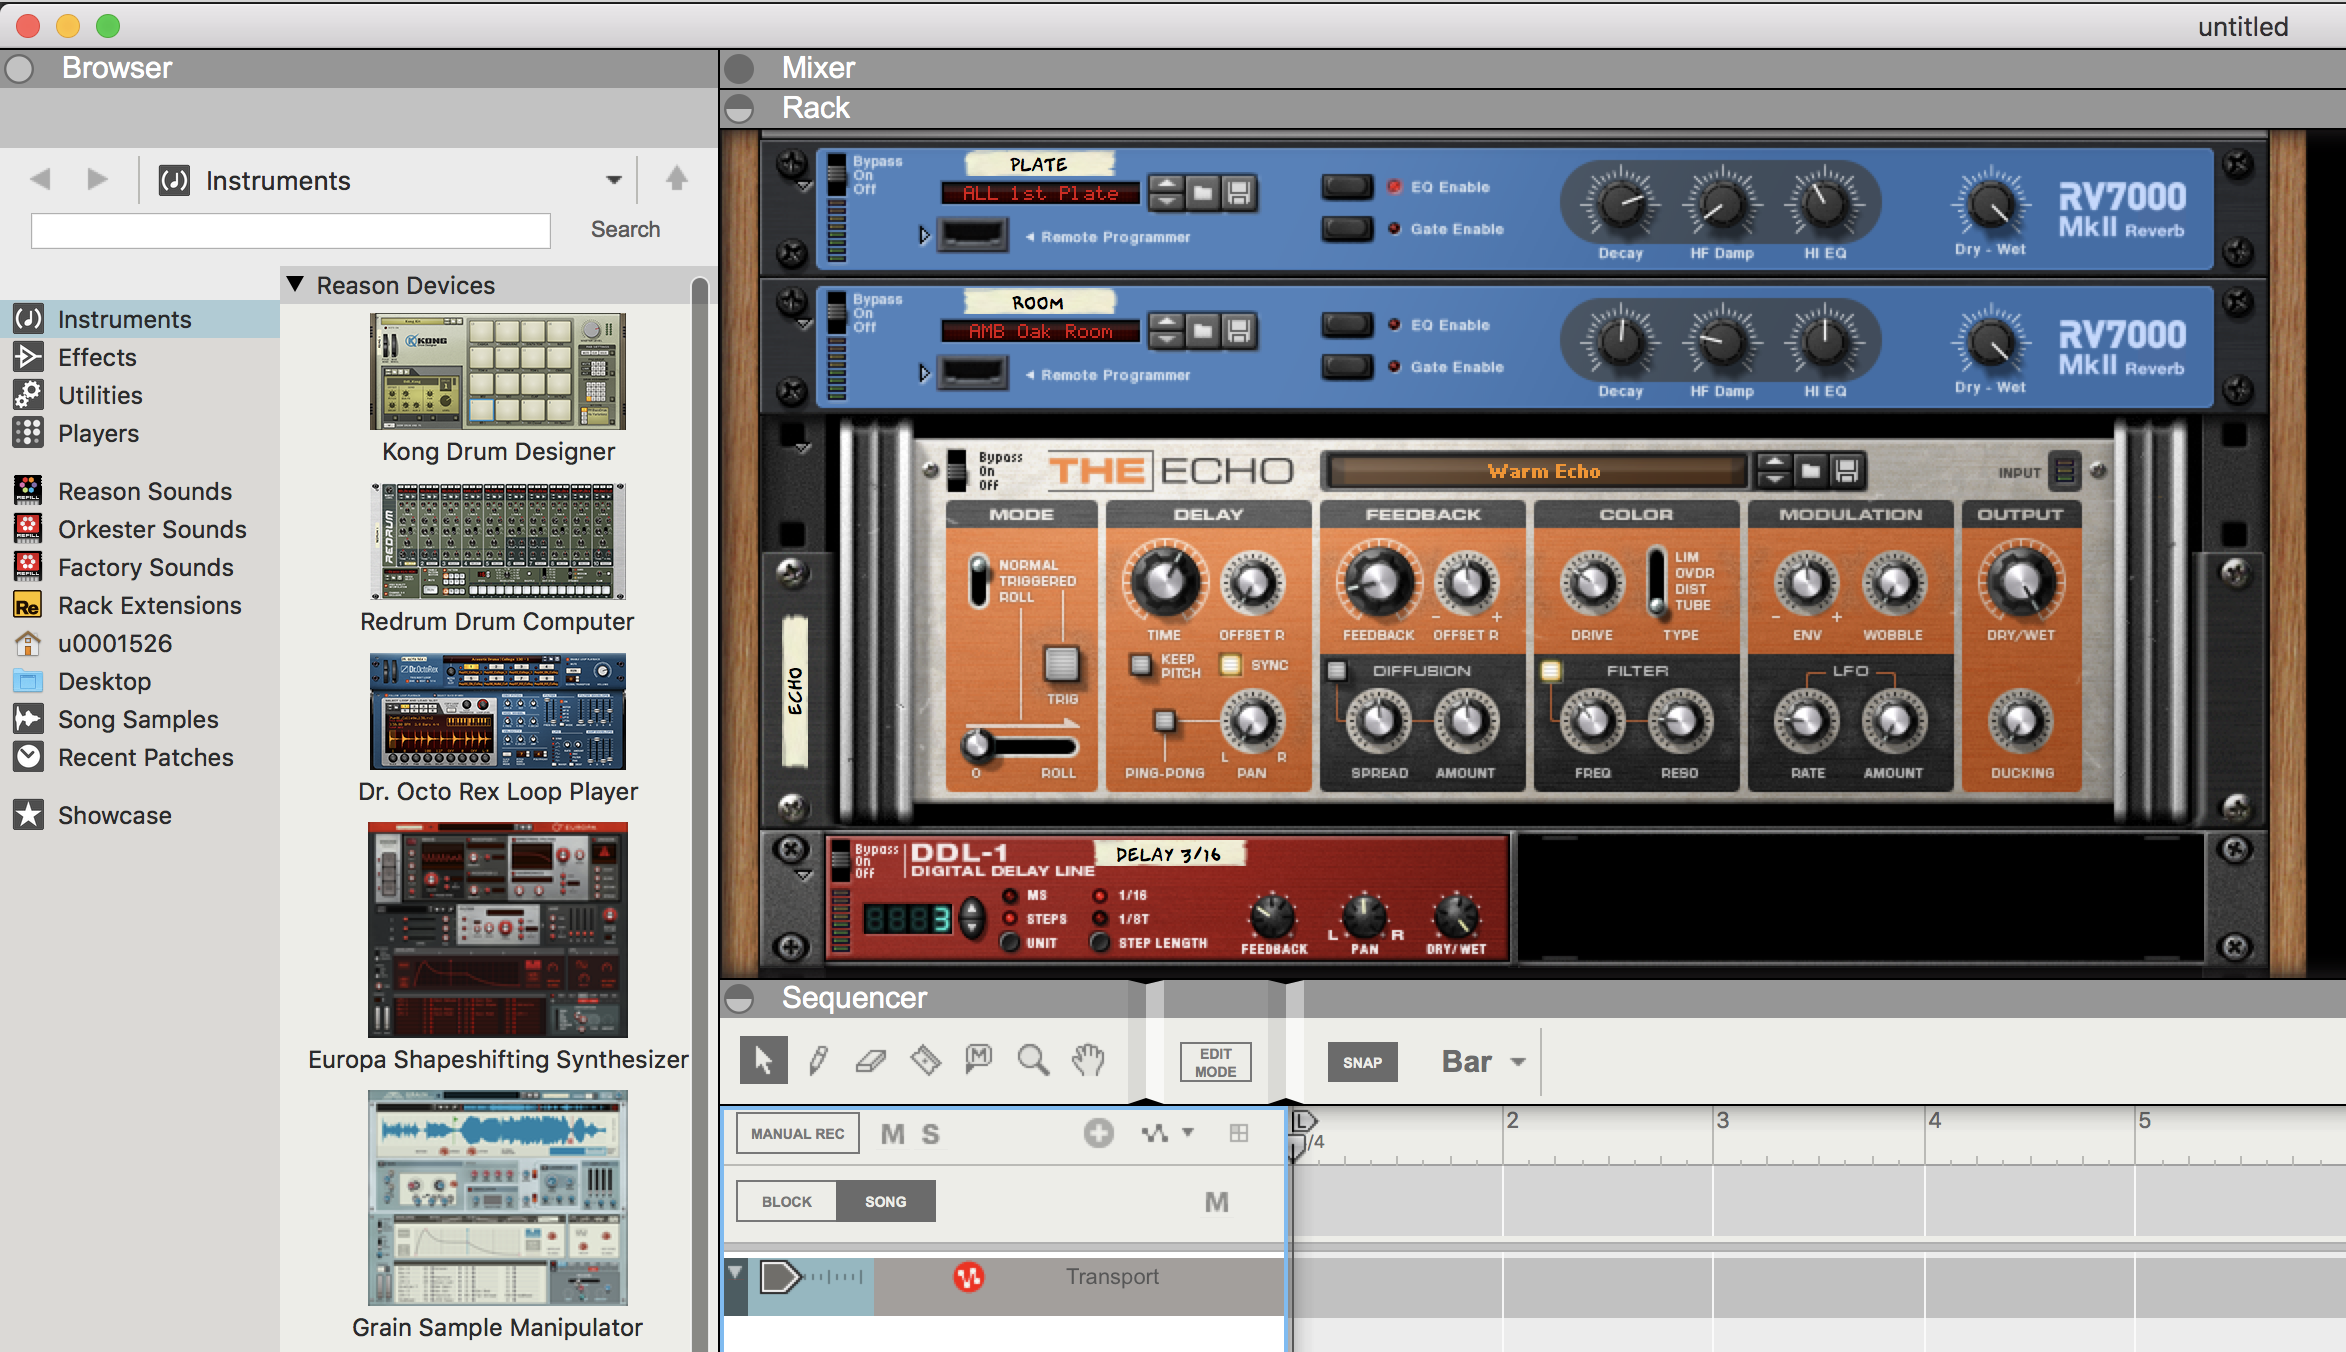 untitled
Browser
Instruments
Search
Instruments
Effects
Utilities
Players
Reason Sounds
Orkester Sounds
Factory Sounds
Rack Extensions
u0001526
Desktop
Song Samples
Recent Patches
Showcase
Reason Devices
KONG
Kong Drum Designer
REDRUM
Redrum Drum Computer
Dr. Octo Rex Loop Player
Europa Shapeshifting Synthesizer
Grain Sample Manipulator
Mixer
Rack
Bypass
On
Off
PLATE
ALL 1st Plate
Remote Programmer
EQ Enable
Gate Enable
Decay
HF Damp
HI EQ
Dry - Wet
RV7000
MkII Reverb
Bypass
On
Off
ROOM
AMB Oak Room
Remote Programmer
EQ Enable
Gate Enable
Decay
HF Damp
HI EQ
Dry - Wet
RV7000
MkII Reverb
ECHO
Bypass
On
Off
THE ECHO
Warm Echo
INPUT
MODE
NORMAL
TRIGGERED
ROLL
TRIG
0 ROLL
DELAY
TIME OFFSET R
KEEP
PITCH
SYNC
L R
PING-PONG PAN
FEEDBACK
- +
FEEDBACK OFFSET R
DIFFUSION
SPREAD AMOUNT
COLOR
LIM
OVDR
DIST
TUBE
DRIVE TYPE
FILTER
FREQ RESO
MODULATION
- +
ENV WOBBLE
LFO
RATE AMOUNT
OUTPUT
DRY/WET
DUCKING
Bypass
On
Off
DDL-1
DIGITAL DELAY LINE
DELAY 3/16
3
MS
STEPS
UNIT
1/16
1/8T
STEP LENGTH
FEEDBACK
L R
PAN
DRY/WET
Sequencer
M
EDIT
MODE
SNAP
Bar
MANUAL REC
M S
L
/4
2
3
4
5
BLOCK SONG
M
Transport